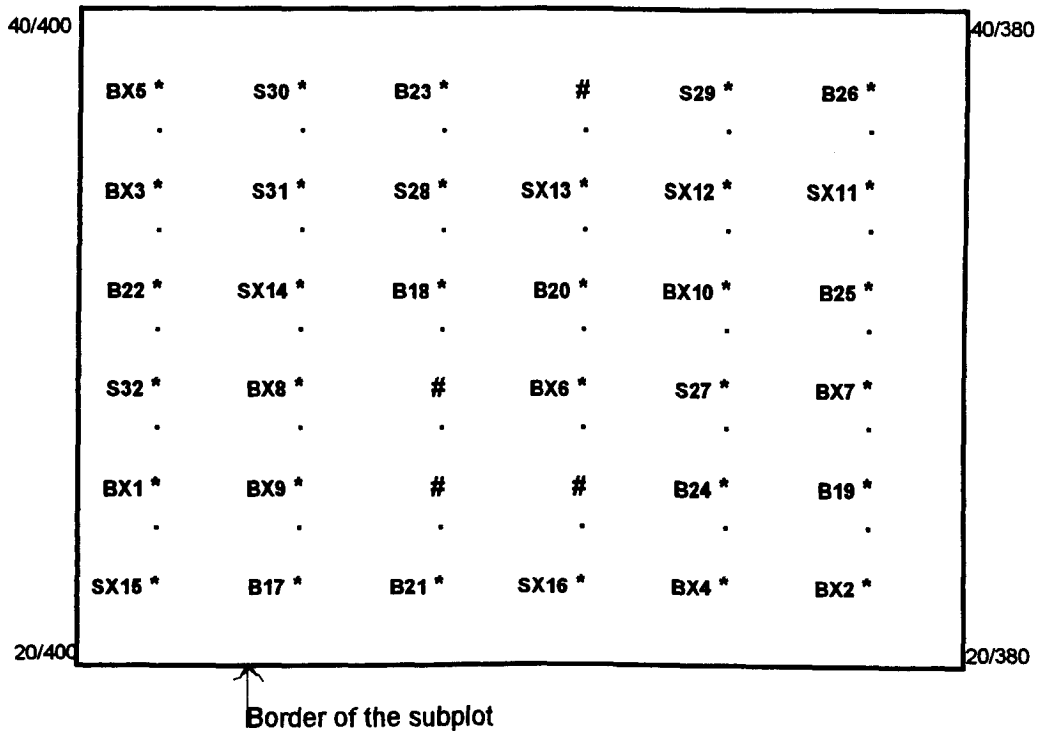 40/400 40/380
BX5 * S30 * B23 * # S29 * B26 *
. . . . . .
BX3 * S31 * S28 * SX13 * SX12 * SX11 *
. . . . . .
B22 * SX14 * B18 * B20 * BX10 * B25 *
. . . . . .
S32 * BX8 * # BX6 * S27 * BX7 *
. . . . . .
BX1 * BX9 * # # B24 * B19 *
. . . . . .
SX15 * B17 * B21 * SX16 * BX4 * BX2 *
20/400 20/380
Border of the subplot